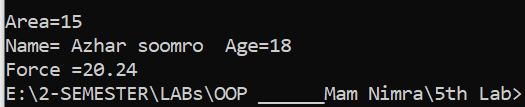 Area=15
Name= Azhar soomro  Age=18
Force =20.24
E:\2-SEMESTER\LABs\OOP ______Mam Nimra\5th Lab>